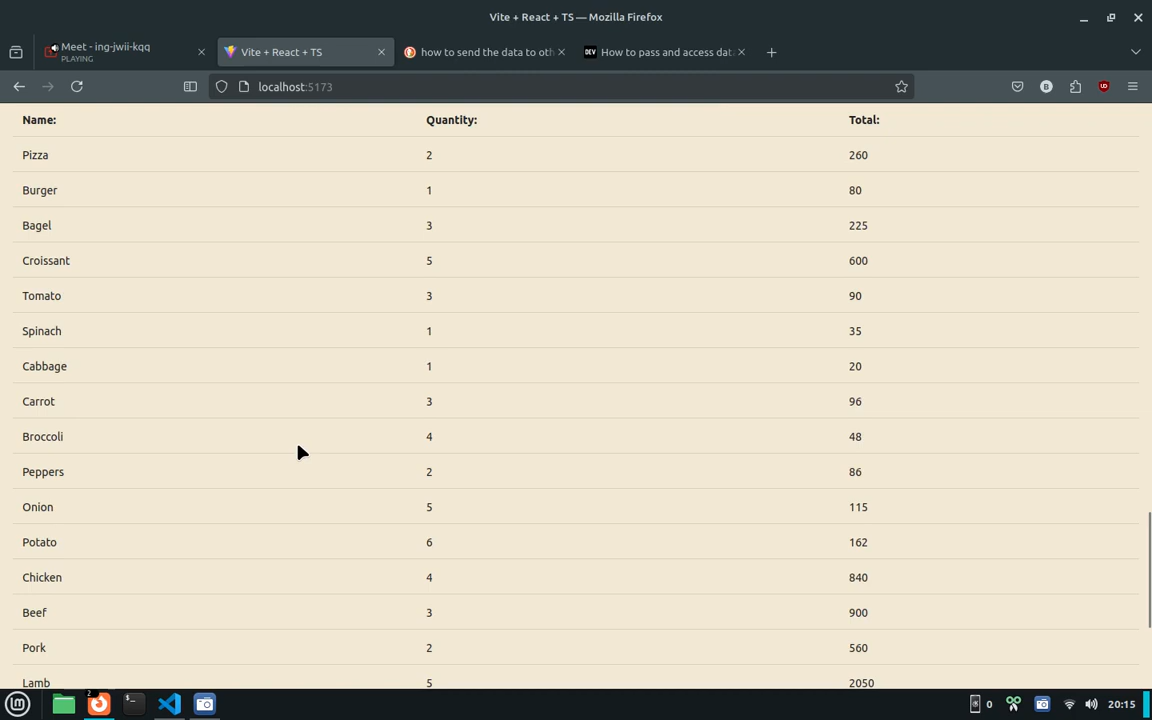 Vite + React + TS — Mozilla Firefox
Meet - ing-jwii-kqq
PLAYING
Vite + React + TS
how to send the data to oth
DEV
How to pass and access dat
localhost:5173
B
Name: Quantity: Total:
Pizza 2 260
Burger 1 80
Bagel 3 225
Croissant 5 600
Tomato 3 90
Spinach 1 35
Cabbage 1 20
Carrot 3 96
Broccoli 4 48
Peppers 2 86
Onion 5 115
Potato 6 162
Chicken 4 840
Beef 3 900
Pork 2 560
Lamb 5 2050
2
0
20:15